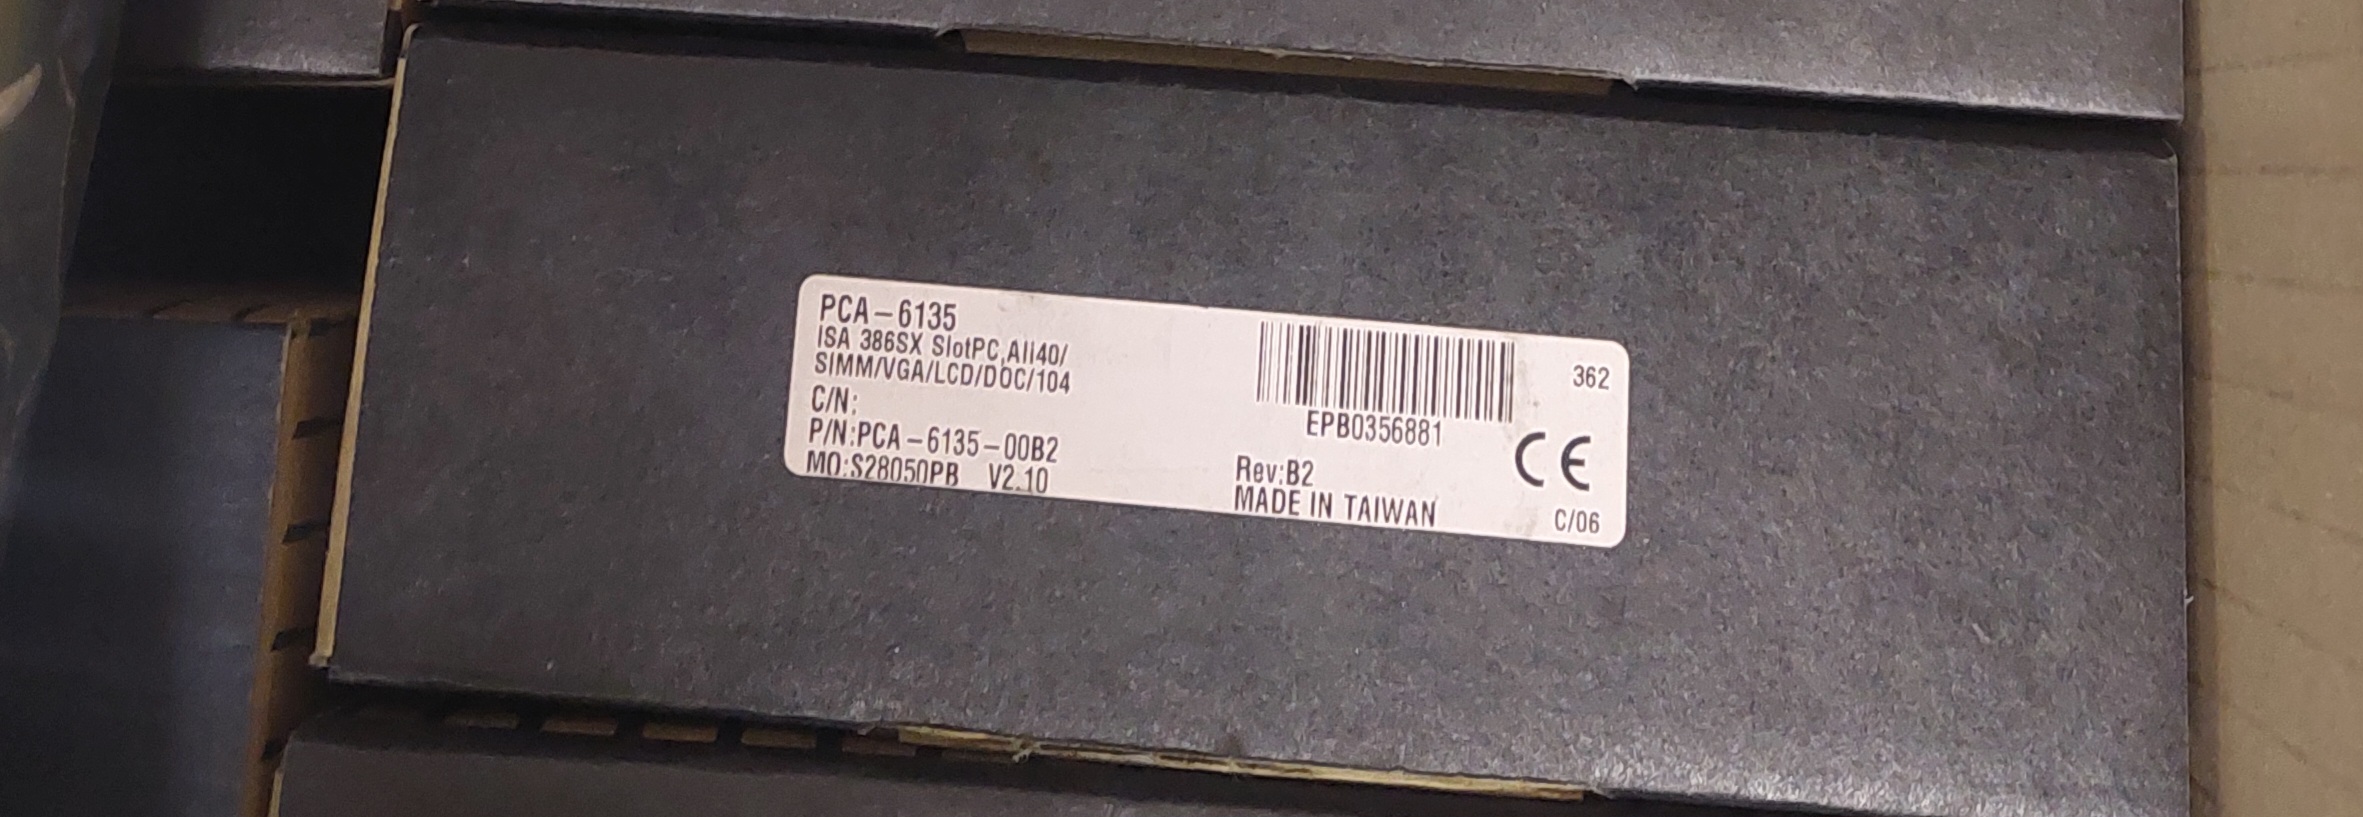 PCA-6135
ISA 386SX SlotPC,Ali40/
SIMM/VGA/LCD/DOC/104
C/N:
P/N:PCA-6135-00B2
MO:S28050PB V2.10
EPB0356881
Rev:B2
MADE IN TAIWAN
362
CE
C/06